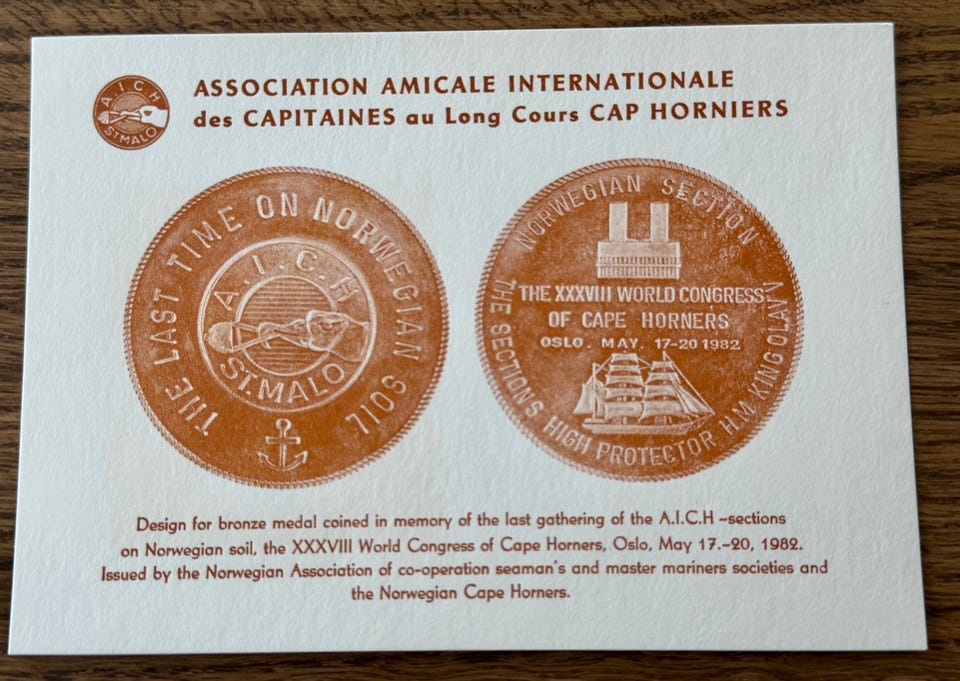 A.I.C.H
ST MALO
ASSOCIATION AMICALE INTERNATIONALE
des CAPITAINES au Long Cours CAP HORNIERS
THE LAST TIME ON NORWEGIAN SOIL
A.I.C.H
ST.MALO
NORWEGIAN SECTION
THE XXXVIII WORLD CONGRESS
OF CAPE HORNERS
OSLO . MAY. 17-20 1982
THE SECTIONS HIGH PROTECTOR H.M. KING OLAV V
Design for bronze medal coined in memory of the last gathering of the A.I.C.H –sections
on Norwegian soil, the XXXVIII World Congress of Cape Horners, Oslo, May 17.–20, 1982.
Issued by the Norwegian Association of co-operation seaman's and master mariners societies and
the Norwegian Cape Horners.